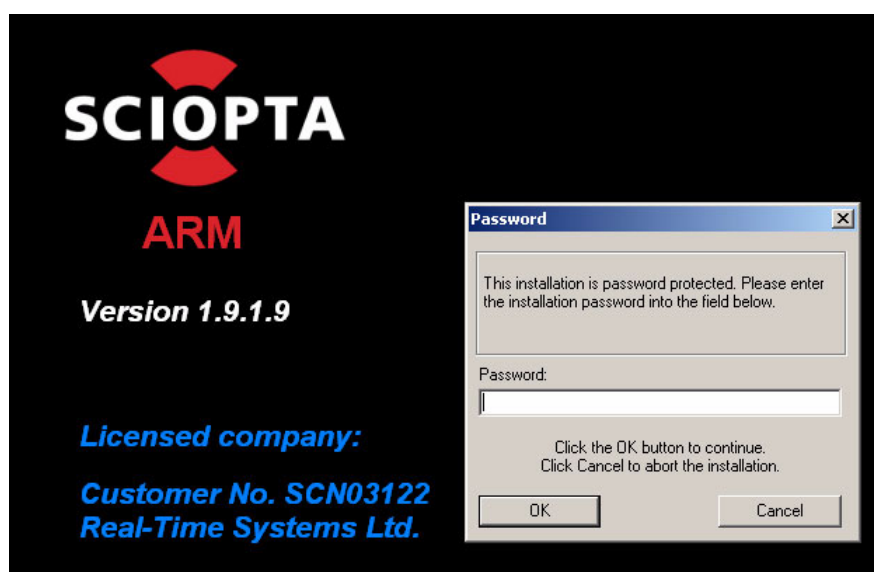 SCIOPTA
ARM
Version 1.9.1.9
Licensed company:
Customer No. SCN03122
Real-Time Systems Ltd.
Password
This installation is password protected. Please enter
the installation password into the field below.
Password:
Click the OK button to continue.
Click Cancel to abort the installation.
OK
Cancel